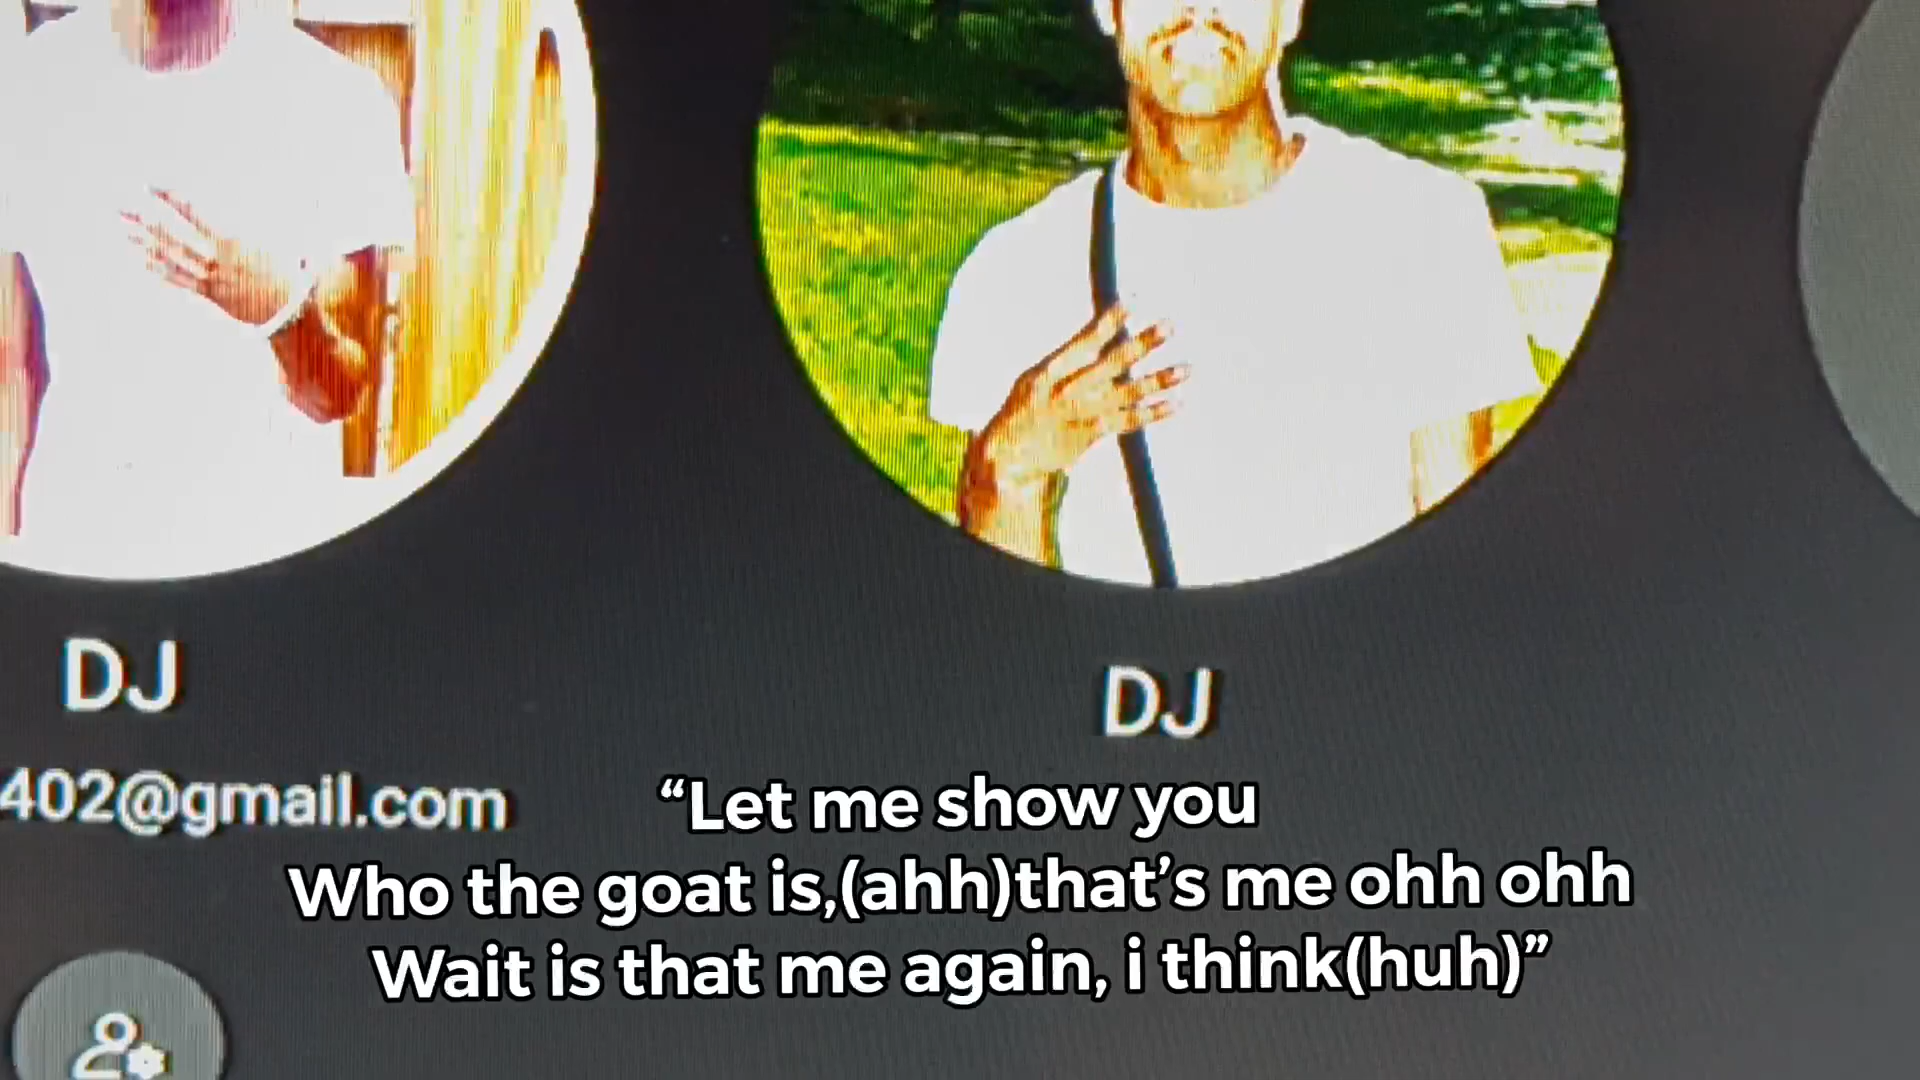 DJ
DJ
402@gmail.com
“Let me show you
Who the goat is,(ahh)that’s me ohh ohh
Wait is that me again, i think(huh)”